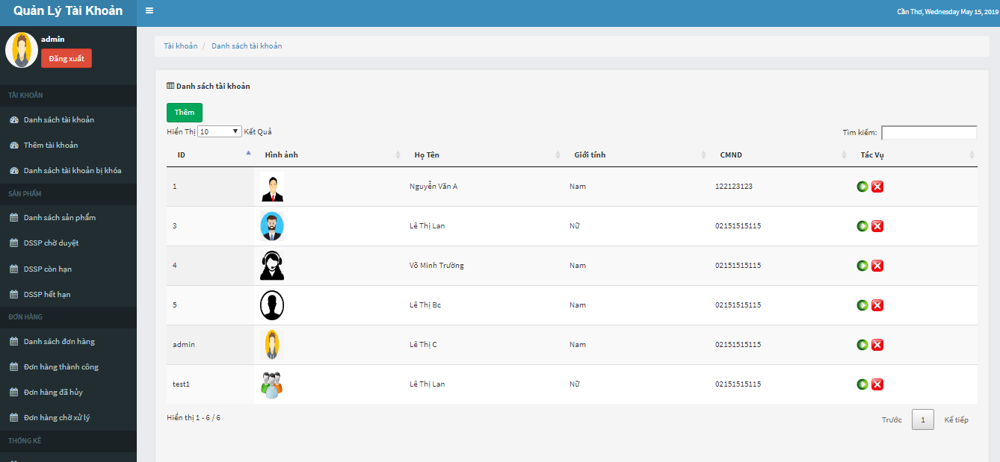 Quản Lý Tài Khoản
Cần Thơ, Wednesday May 15, 2019
admin
Đăng xuất
TÀI KHOẢN
Danh sách tài khoản
Thêm tài khoản
Danh sách tài khoản bị khóa
SẢN PHẨM
Danh sách sản phẩm
DSSP chờ duyệt
DSSP còn hạn
DSSP hết hạn
ĐƠN HÀNG
Danh sách đơn hàng
Đơn hàng thành công
Đơn hàng đã hủy
Đơn hàng chờ xử lý
THỐNG KÊ
Tài khoản / Danh sách tài khoản
Danh sách tài khoản
Thêm
Hiển Thị 10 Kết Quả
Tìm kiếm:
ID Hình ảnh Họ Tên Giới tính CMND Tác Vụ
1 Nguyễn Văn A Nam 122123123
3 Lê Thị Lan Nữ 02151515115
4 Võ Minh Trường Nam 02151515115
5 Lê Thị Bc Nam 02151515115
admin Lê Thị C Nam 02151515115
test1 Lê Thị Lan Nữ 02151515115
Hiển thị 1 - 6 / 6
Trước 1 Kế tiếp